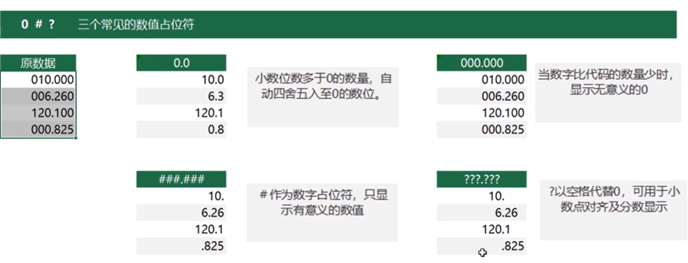 0 # ? 三个常见的数值占位符
原数据
010.000
006.260
120.100
000.825
0.0
10.0
6.3
120.1
0.8
小数位数多于0的数量，自
动四舍五入至0的数位。
000.000
010.000
006.260
120.100
000.825
当数字比代码的数量少时，
显示无意义的0
###.###
10.
6.26
120.1
.825
# 作为数字占位符，只显
示有意义的数值
???.???
10.
6.26
120.1
.825
?以空格代替0，可用于小
数点对齐及分数显示